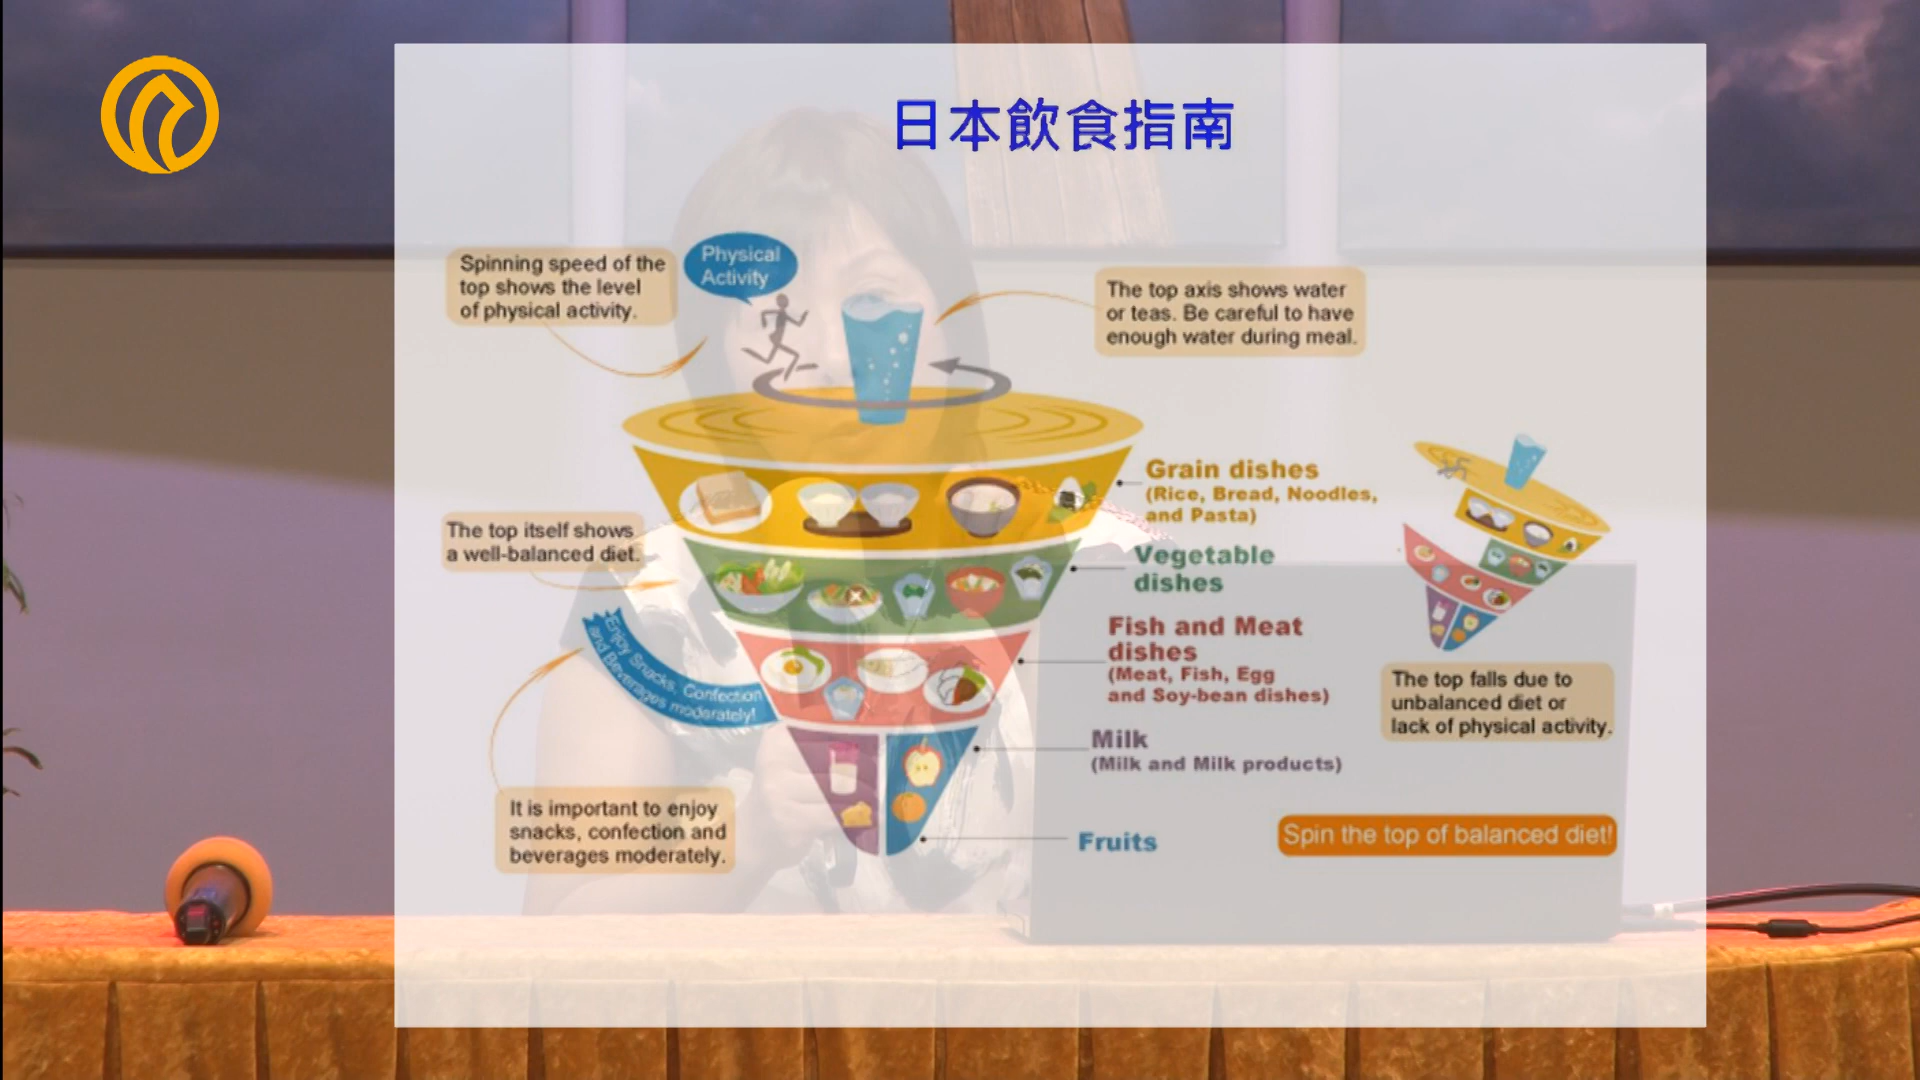 日本飲食指南
Spinning speed of the
top shows the level
of physical activity.
Physical
Activity
The top axis shows water
or teas. Be careful to have
enough water during meal.
Grain dishes
(Rice, Bread, Noodles,
and Pasta)
The top itself shows
a well-balanced diet.
Vegetable
dishes
Fish and Meat
dishes
(Meat, Fish, Egg
and Soy-bean dishes)
Enjoy Snacks, Confection
and Beverages moderately!
The top falls due to
unbalanced diet or
lack of physical activity.
Milk
(Milk and Milk products)
It is important to enjoy
snacks, confection and
beverages moderately.
Fruits
Spin the top of balanced diet!